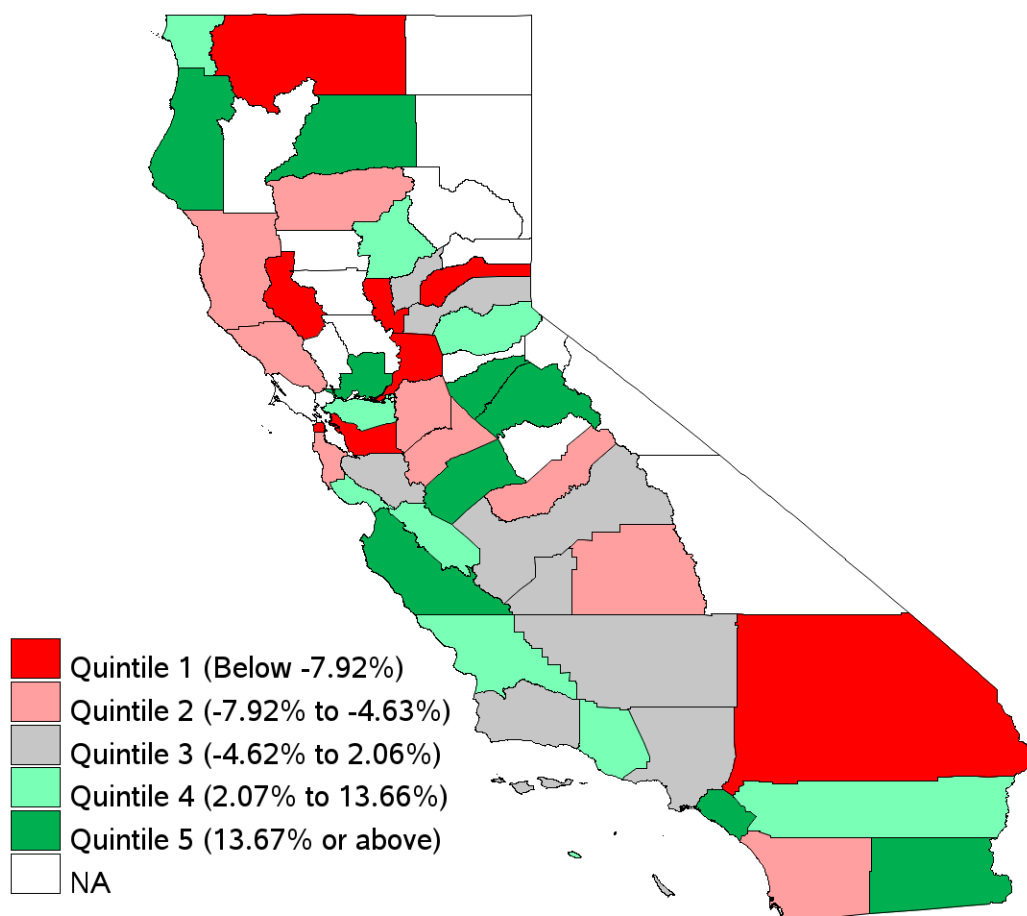 Quintile 1 (Below -7.92%)
Quintile 2 (-7.92% to -4.63%)
Quintile 3 (-4.62% to 2.06%)
Quintile 4 (2.07% to 13.66%)
Quintile 5 (13.67% or above)
NA